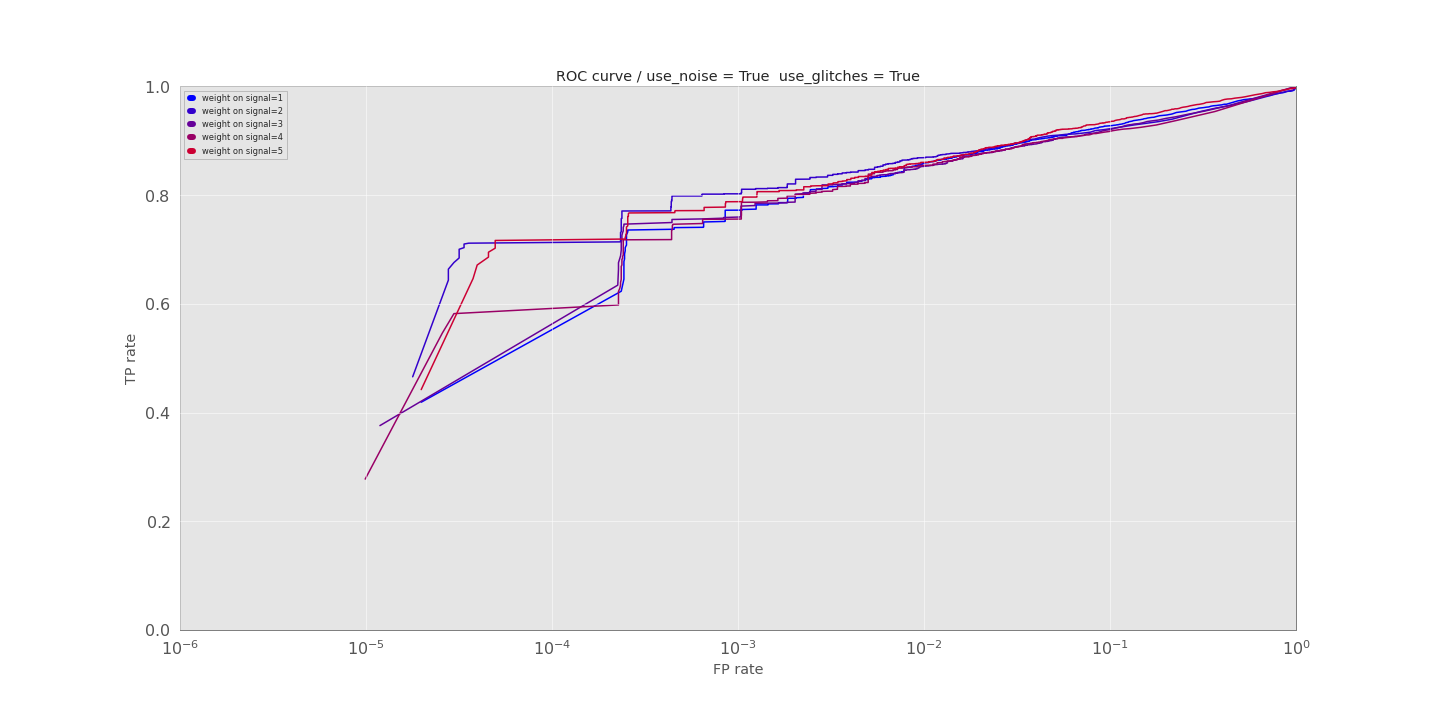 ROC curve / use_noise = True  use_glitches = True
1.0
weight on signal=1
weight on signal=2
weight on signal=3
weight on signal=4
weight on signal=5
0.8
0.6
TP rate
0.4
0.2
0.0
10⁻⁶ 10⁻⁵ 10⁻⁴ 10⁻³ 10⁻² 10⁻¹ 10⁰
FP rate